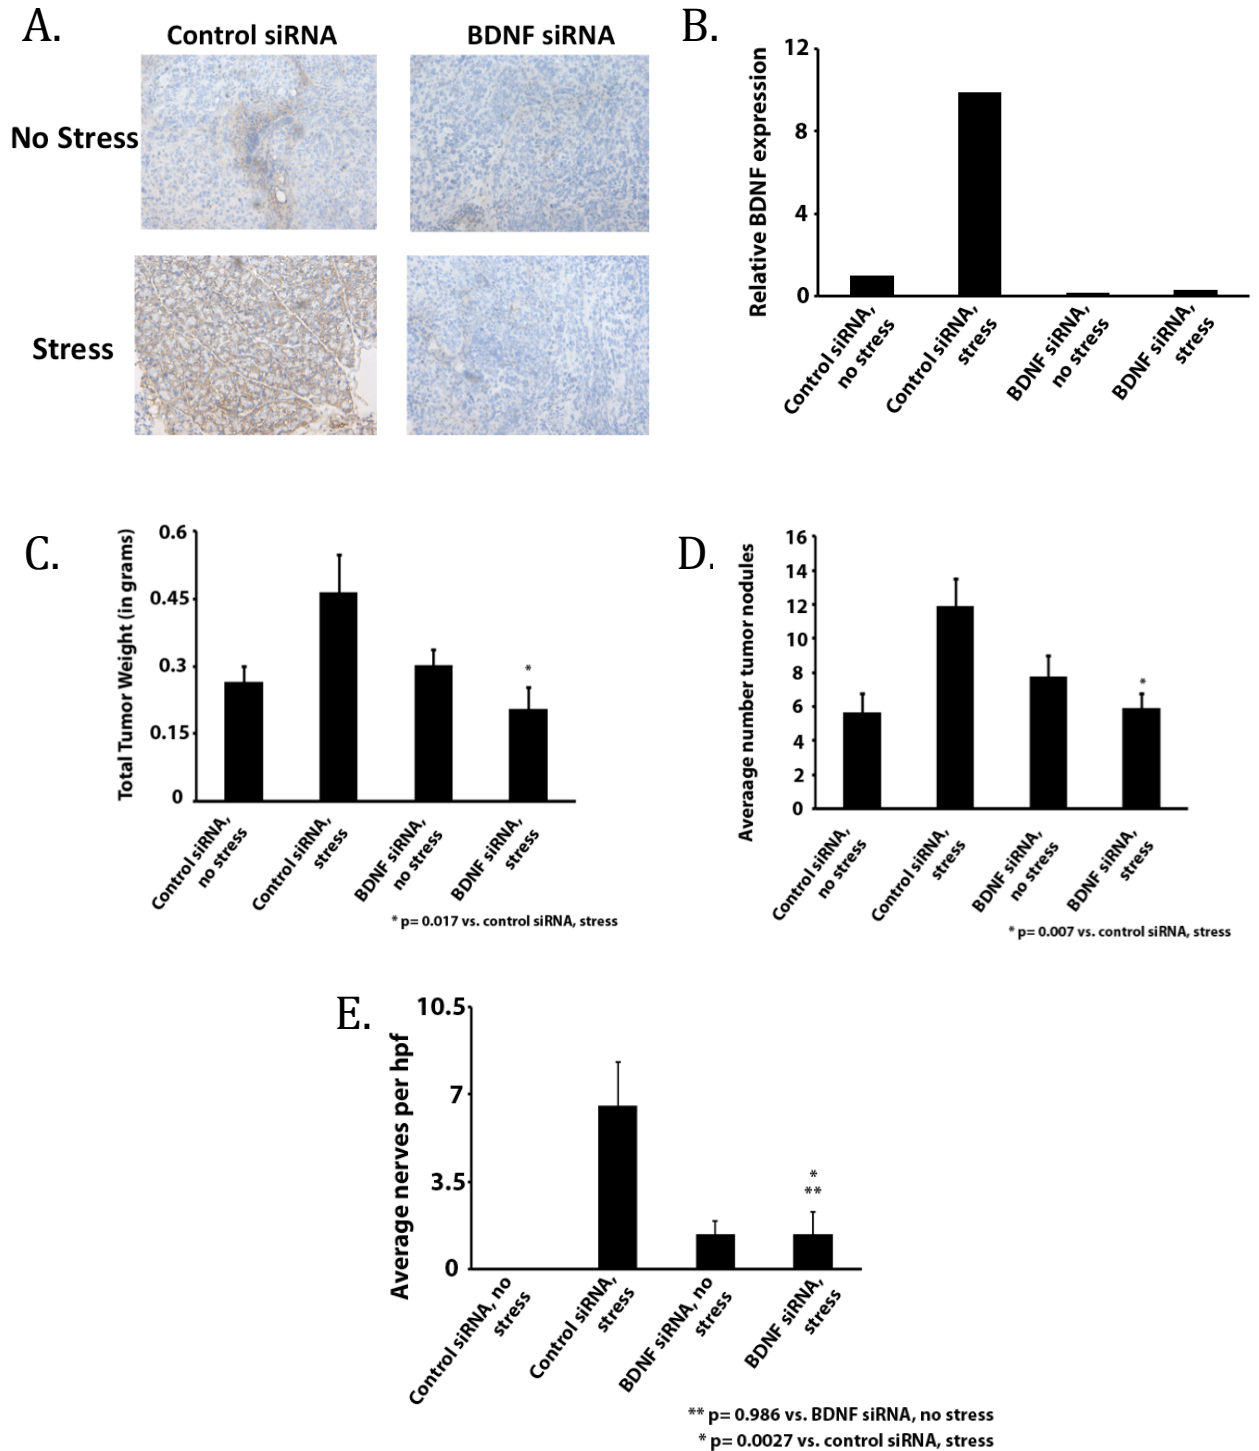 A.
Control siRNA
BDNF siRNA
No Stress
Stress
B.
Relative BDNF expression
12
8
4
0
Control siRNA,
no stress
Control siRNA,
stress
BDNF siRNA,
no stress
BDNF siRNA,
stress
C.
Total Tumor Weight (in grams)
0.6
0.45
0.3
0.15
0
*
Control siRNA,
no stress
Control siRNA,
stress
BDNF siRNA,
no stress
BDNF siRNA,
stress
* p= 0.017 vs. control siRNA, stress
D.
Averaage number tumor nodules
16
14
12
10
8
6
4
2
0
*
Control siRNA,
no stress
Control siRNA,
stress
BDNF siRNA,
no stress
BDNF siRNA,
stress
* p= 0.007 vs. control siRNA, stress
E.
Average nerves per hpf
10.5
7
3.5
0
*
**
Control siRNA, no
stress
Control siRNA,
stress
BDNF siRNA, no
stress
BDNF siRNA,
stress
** p= 0.986 vs. BDNF siRNA, no stress
* p= 0.0027 vs. control siRNA, stress